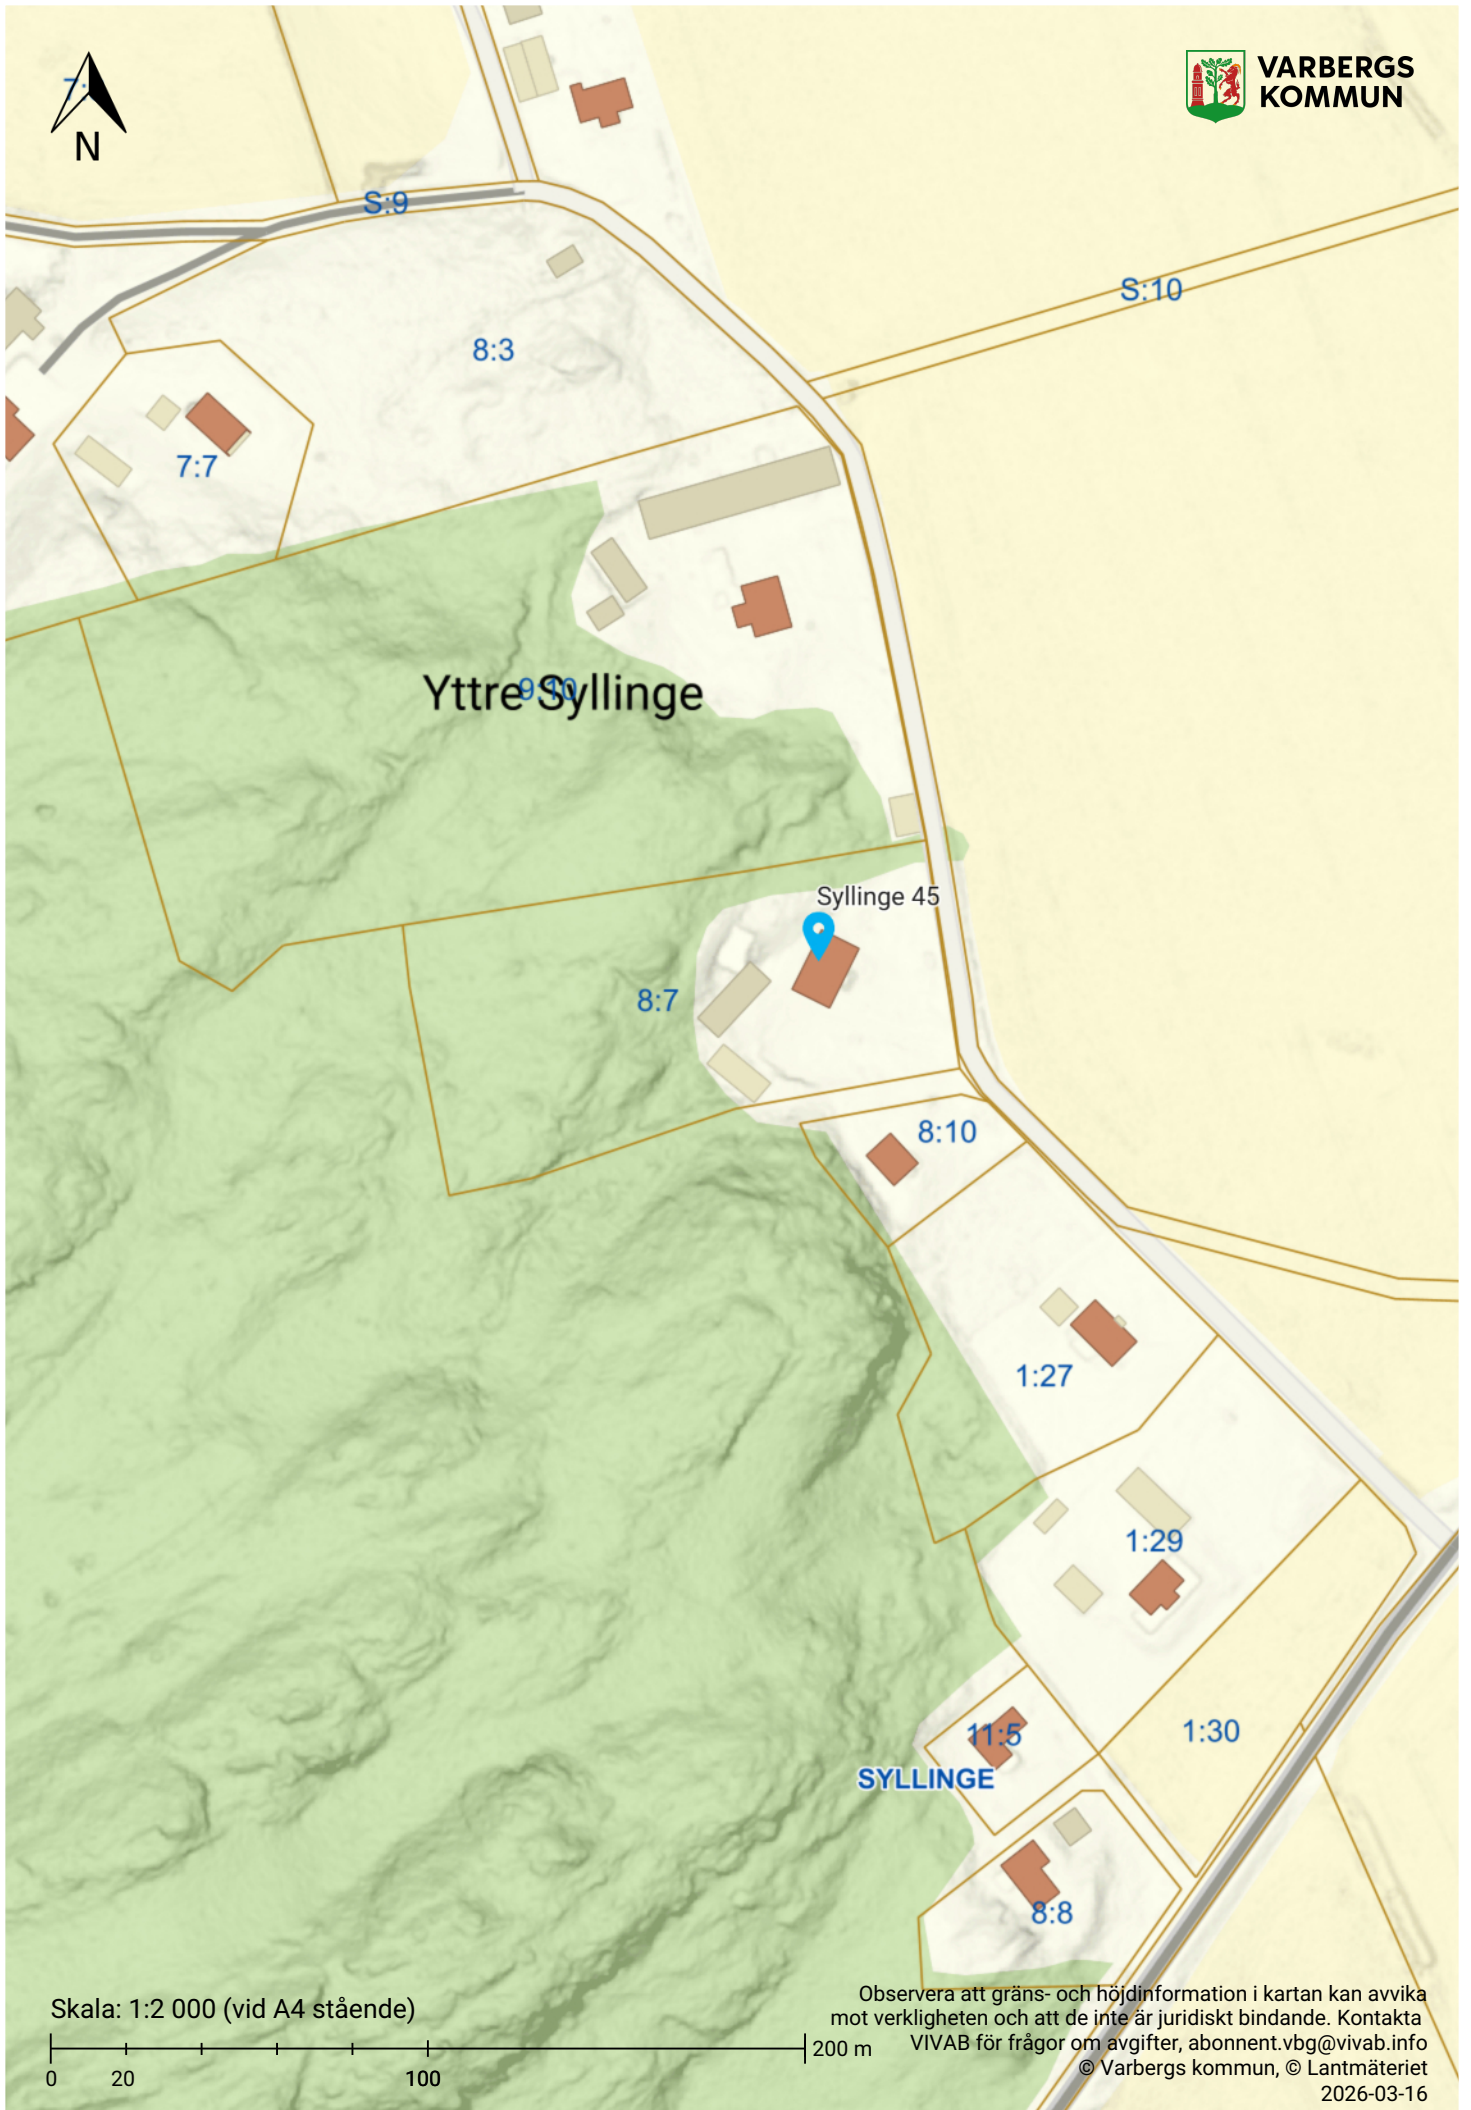 VARBERGS
KOMMUN
N
S:9
S:10
8:3
7:7
Yttre Syllinge
9:10
Syllinge 45
8:7
8:10
1:27
1:29
11:5
1:30
SYLLINGE
8:8
Skala: 1:2 000 (vid A4 stående)
0 20 100 200 m
Observera att gräns- och höjdinformation i kartan kan avvika
mot verkligheten och att de inte är juridiskt bindande. Kontakta
VIVAB för frågor om avgifter, abonnent.vbg@vivab.info
© Varbergs kommun, © Lantmäteriet
2026-03-16